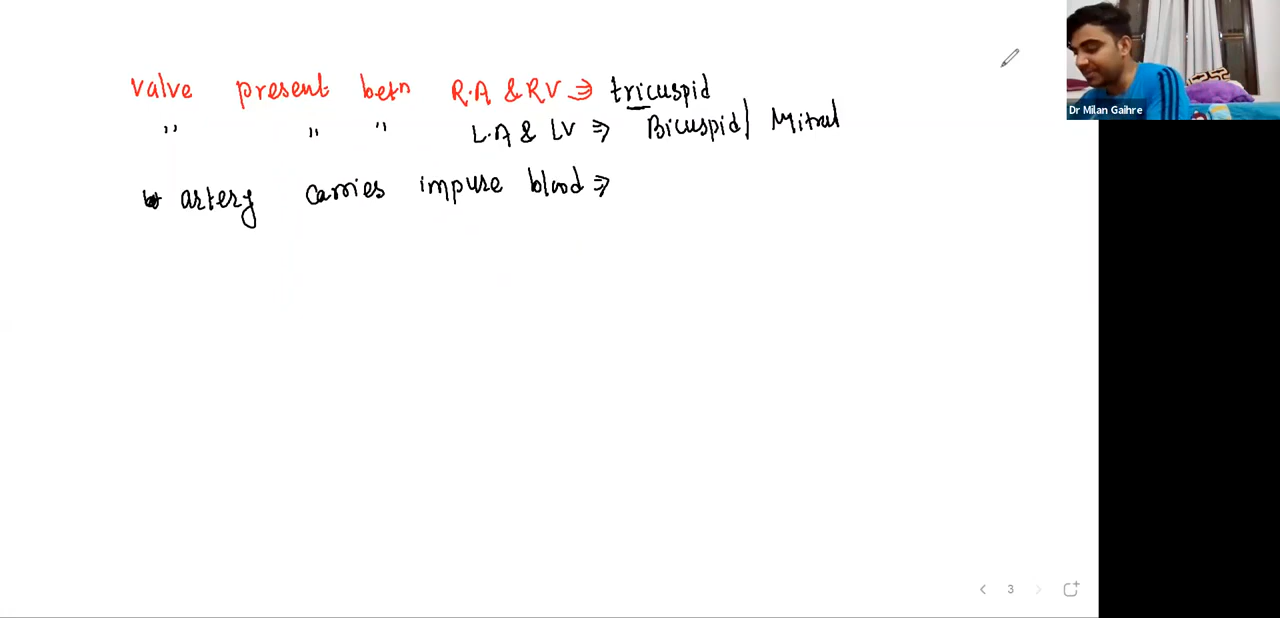 valve present betn R.A & RV ⇒ tricuspid
" " " L.A & LV ⇒ Bicuspid/ Mitral
artery carries impure blood ⇒
Dr Milan Gaihre
< 3 >